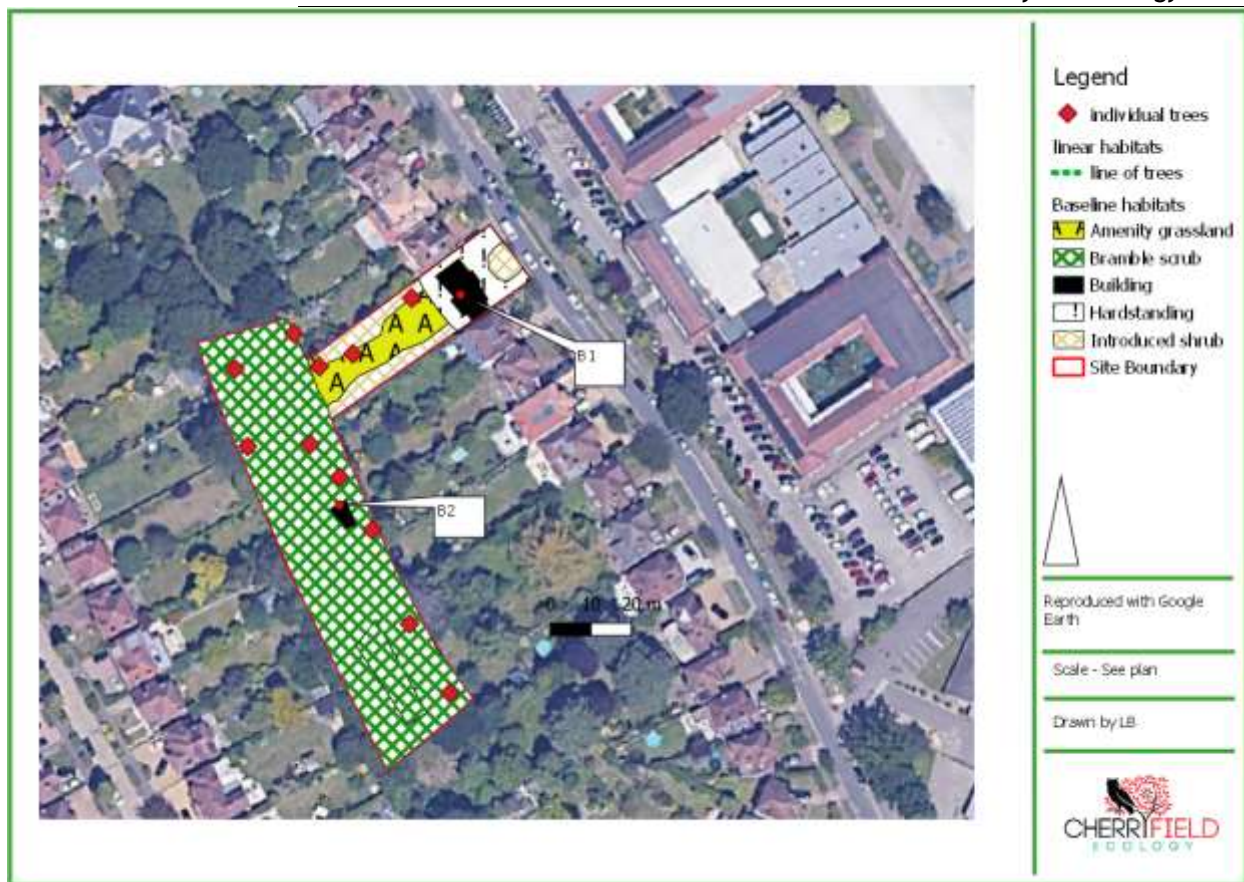 Legend
individual trees
linear habitats
line of trees
Baseline habitats
A A Amenity grassland
Bramble scrub
Building
! Hardstanding
Introduced shrub
Site Boundary
! !
! !
A A
A A A
A
B1
B2
0 10 20 m
Reproduced with Google
Earth
Scale - See plan
Drawn by LB
CHERRYFIELD
ECOLOGY